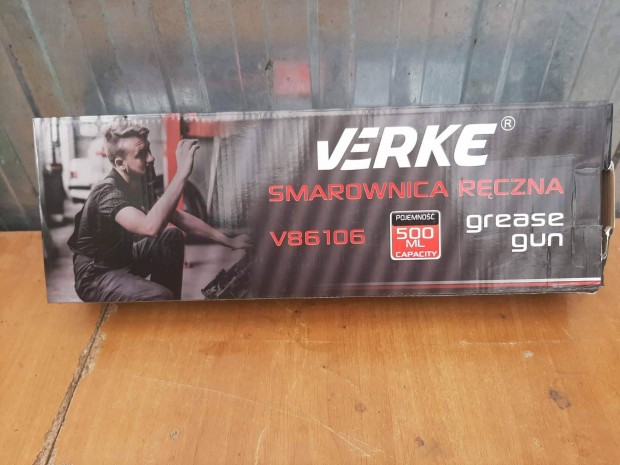 VERKE®
SMAROWNICA RĘCZNA
V86106
POJEMNOŚĆ
500
ML
CAPACITY
grease
gun